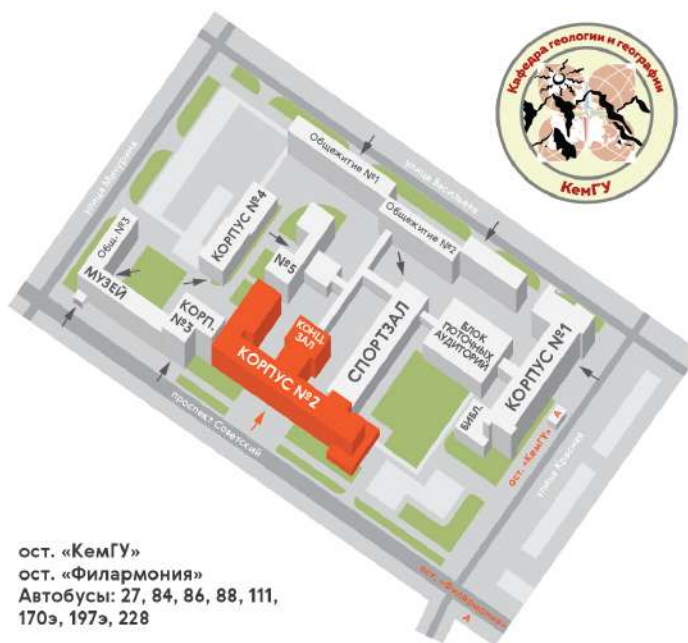 Кафедра геологии и географии
КемГУ
улица Мичурина
улица Васильева
Общежитие №1
Общежитие №2
КОРПУС №4
Общ. №3
МУЗЕЙ
№5
КОРП.
№3
КОНЦ.
ЗАЛ
КОРПУС №2
СПОРТЗАЛ
БЛОК
ПОТОЧНЫХ
АУДИТОРИЙ
КОРПУС №1
БИБЛ.
А
ост. «КемГУ»
улица Красная
проспект Советский
ост. «Филармония»
А
ост. «КемГУ»
ост. «Филармония»
Автобусы: 27, 84, 86, 88, 111,
170э, 197э, 228